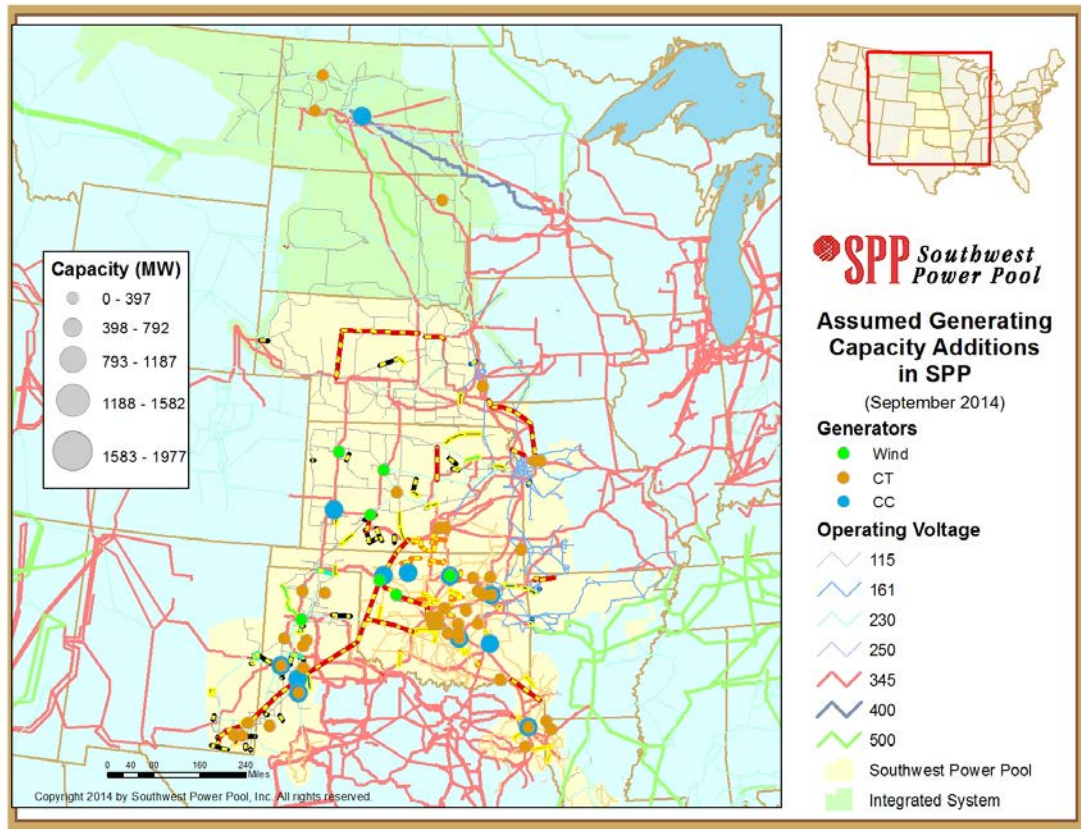 Capacity (MW)
0 - 397
398 - 792
793 - 1187
1188 - 1582
1583 - 1977
0 40 80 160 240
Miles
Copyright 2014 by Southwest Power Pool, Inc. All rights reserved.
SPP Southwest
Power Pool
Assumed Generating
Capacity Additions
in SPP
(September 2014)
Generators
Wind
CT
CC
Operating Voltage
115
161
230
250
345
400
500
Southwest Power Pool
Integrated System